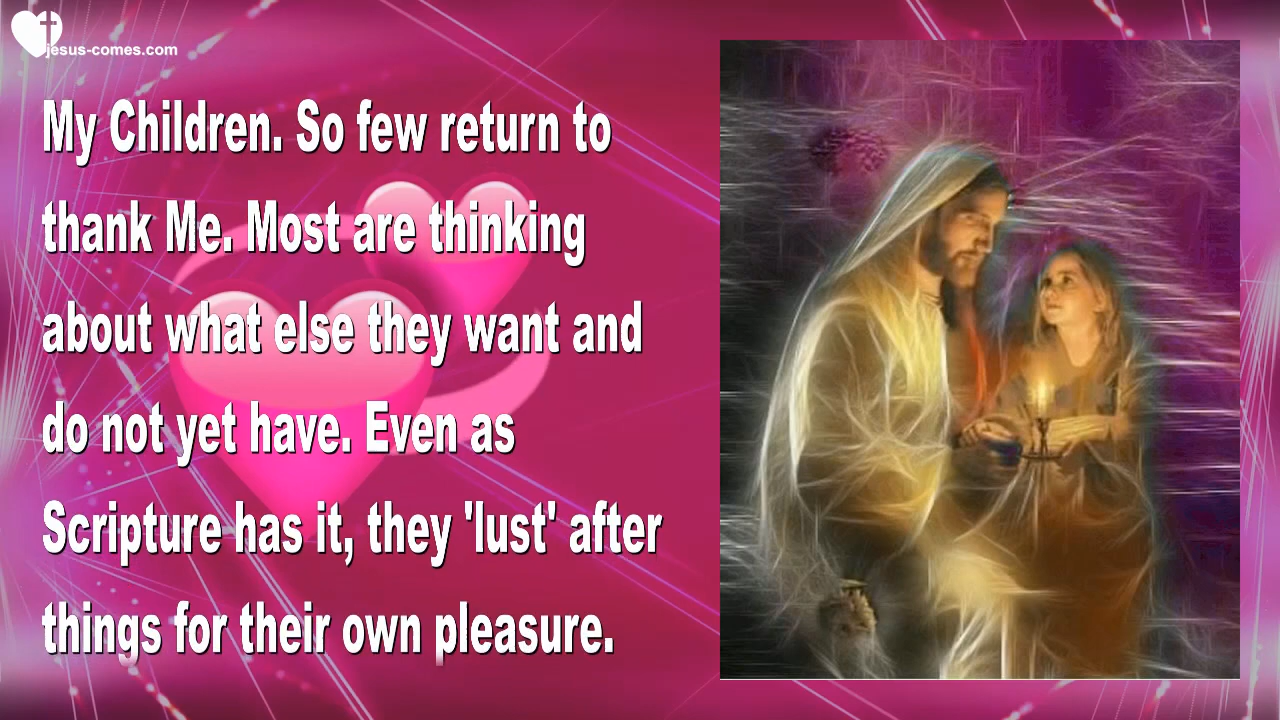 jesus-comes.com
My Children. So few return to
thank Me. Most are thinking
about what else they want and
do not yet have. Even as
Scripture has it, they 'lust' after
things for their own pleasure.